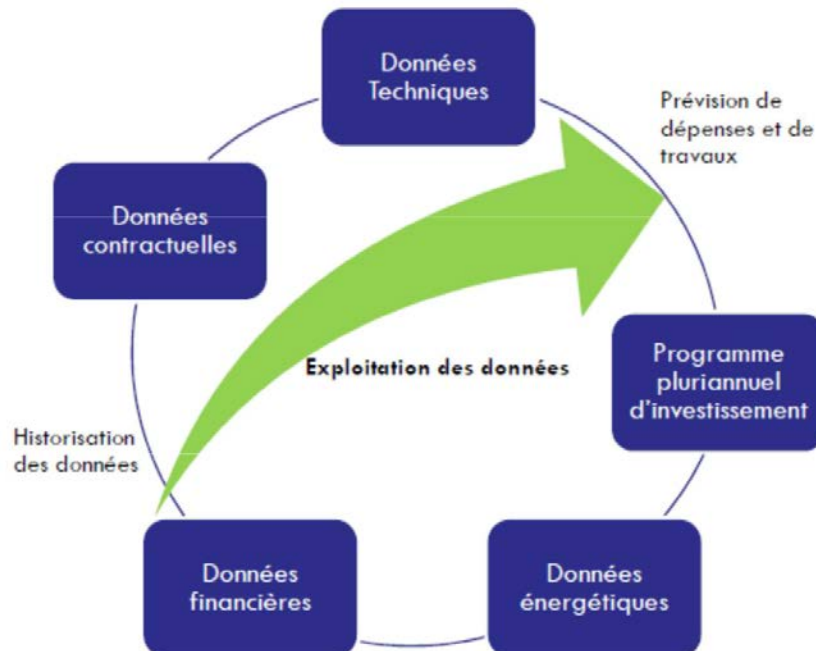 Données
Techniques
Prévision de
dépenses et de
travaux
Données
contractuelles
Programme
pluriannuel
d'investissement
Exploitation des données
Historisation
des données
Données
financières
Données
énergétiques